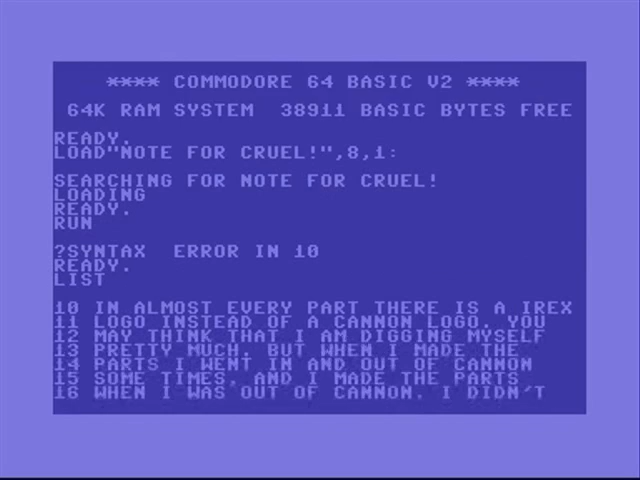 **** COMMODORE 64 BASIC V2 ****
64K RAM SYSTEM 38911 BASIC BYTES FREE
READY.
LOAD"NOTE FOR CRUEL!",8,1:
SEARCHING FOR NOTE FOR CRUEL!
LOADING
READY.
RUN
?SYNTAX ERROR IN 10
READY.
LIST
10 IN ALMOST EVERY PART THERE IS A IREX
11 LOGO INSTEAD OF A CANNON LOGO. YOU
12 MAY THINK THAT I AM DIGGING MYSELF
13 PRETTY MUCH. BUT WHEN I MADE THE
14 PARTS I WENT IN AND OUT OF CANNON
15 SOME TIMES. AND I MADE THE PARTS
16 WHEN I WAS OUT OF CANNON. I DIDN'T